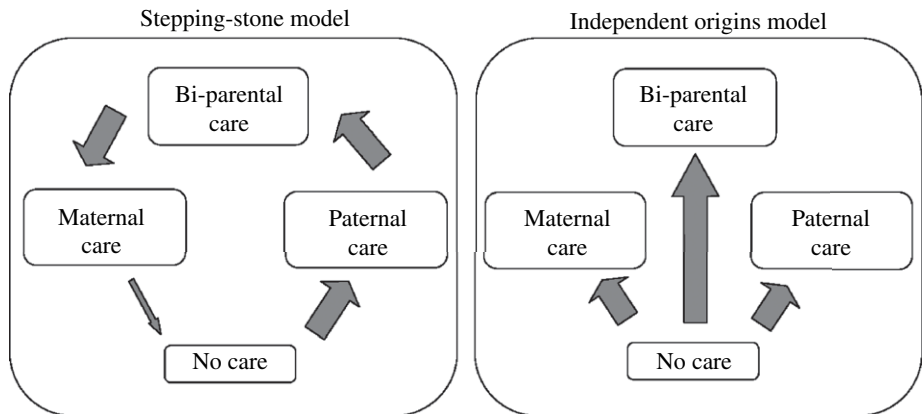 Stepping-stone model
Bi-parental
care
Maternal
care
Paternal
care
No care
Independent origins model
Bi-parental
care
Maternal
care
Paternal
care
No care